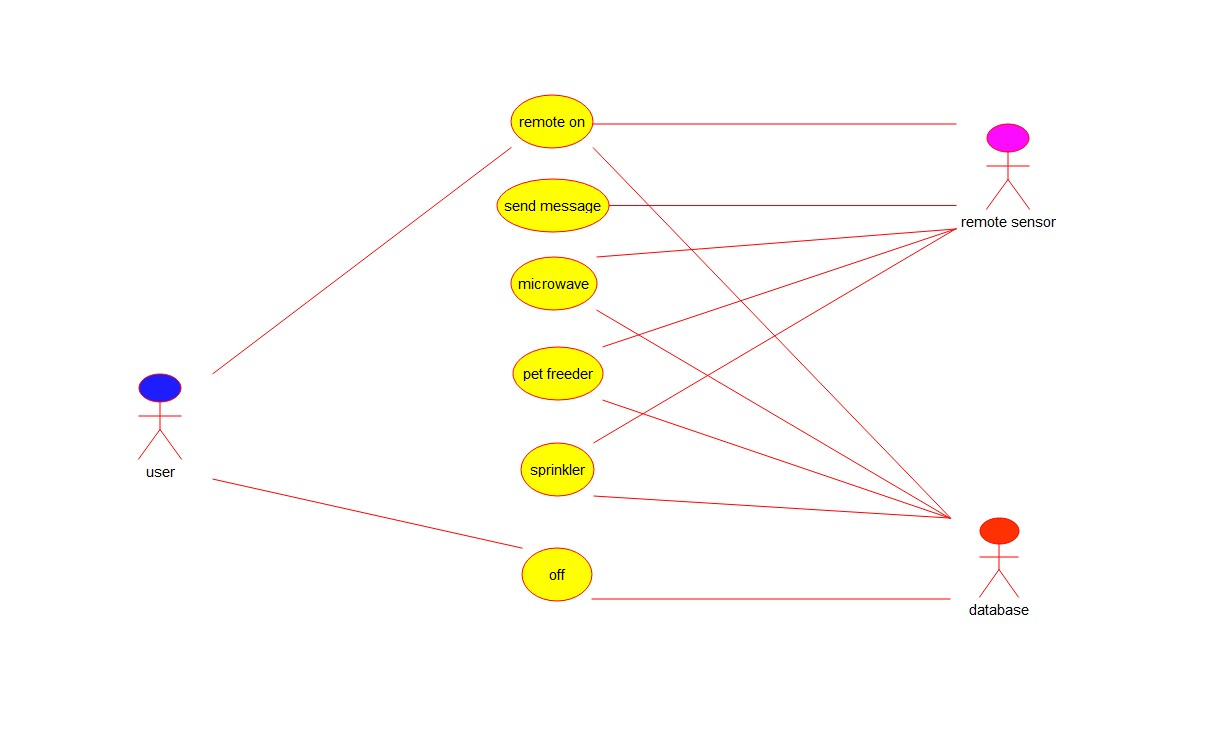 remote on
send message
remote sensor
microwave
pet freeder
user
sprinkler
off
database